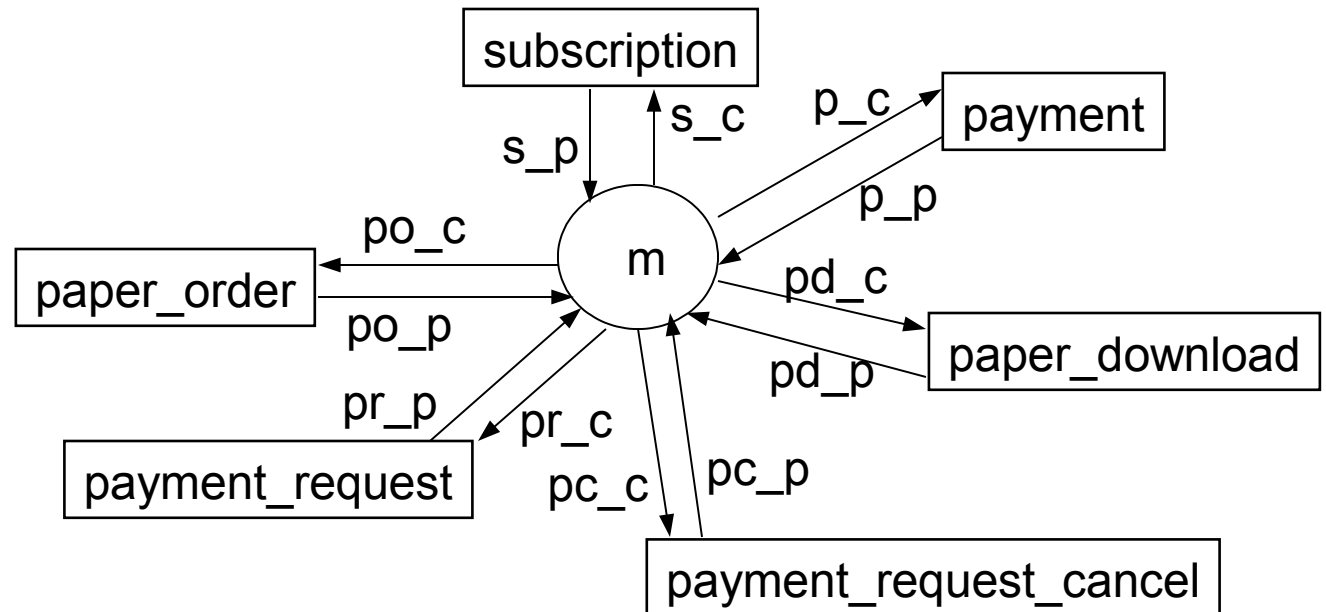 subscription
p_c
payment
s_c
s_p
p_p
po_c
m
pd_c
paper_order
po_p
paper_download
pd_p
pr_p
pr_c
payment_request
pc_c
pc_p
payment_request_cancel